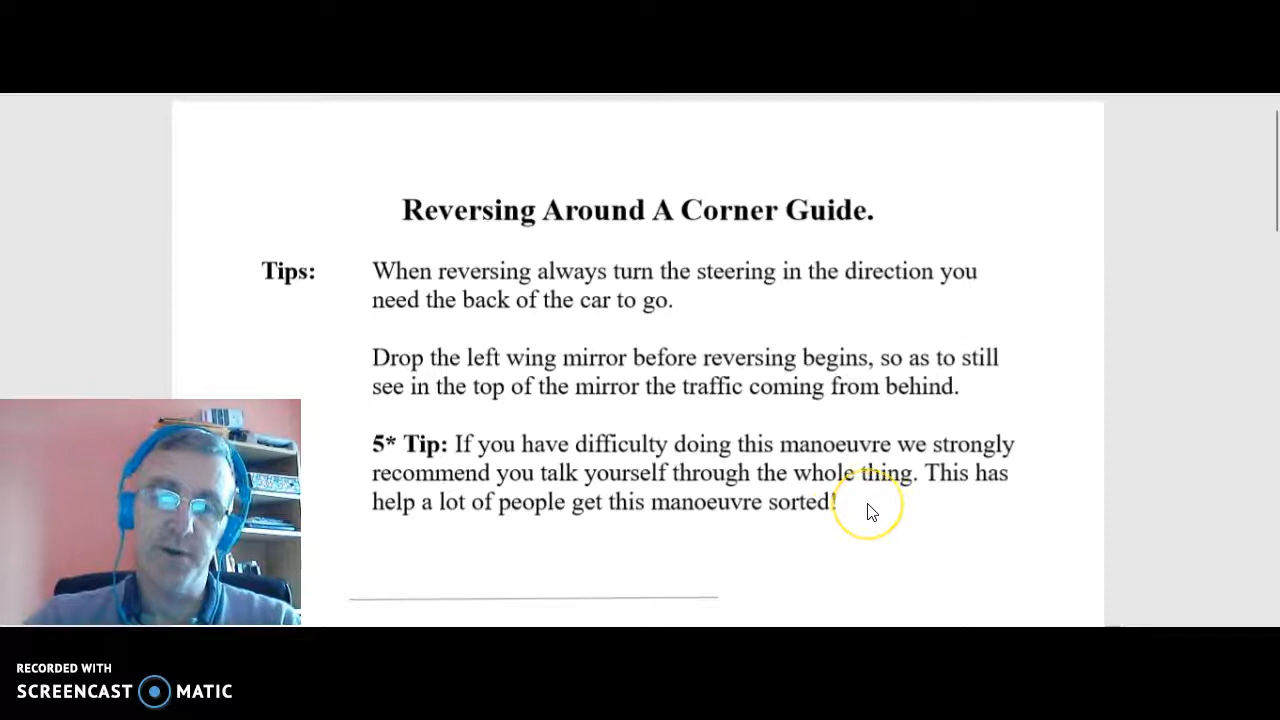 Reversing Around A Corner Guide.
Tips: When reversing always turn the steering in the direction you
need the back of the car to go.
Drop the left wing mirror before reversing begins, so as to still
see in the top of the mirror the traffic coming from behind.
5* Tip: If you have difficulty doing this manoeuvre we strongly
recommend you talk yourself through the whole thing. This has
help a lot of people get this manoeuvre sorted!
RECORDED WITH
SCREENCAST MATIC